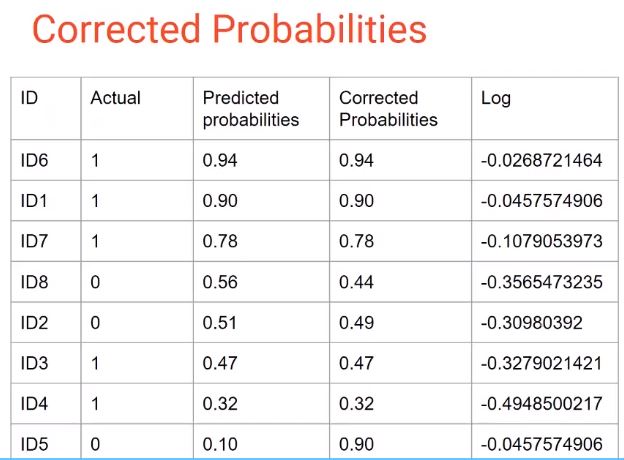 Corrected Probabilities
ID Actual Predicted probabilities Corrected Probabilities Log
ID6 1 0.94 0.94 -0.0268721464
ID1 1 0.90 0.90 -0.0457574906
ID7 1 0.78 0.78 -0.1079053973
ID8 0 0.56 0.44 -0.3565473235
ID2 0 0.51 0.49 -0.30980392
ID3 1 0.47 0.47 -0.3279021421
ID4 1 0.32 0.32 -0.4948500217
ID5 0 0.10 0.90 -0.0457574906